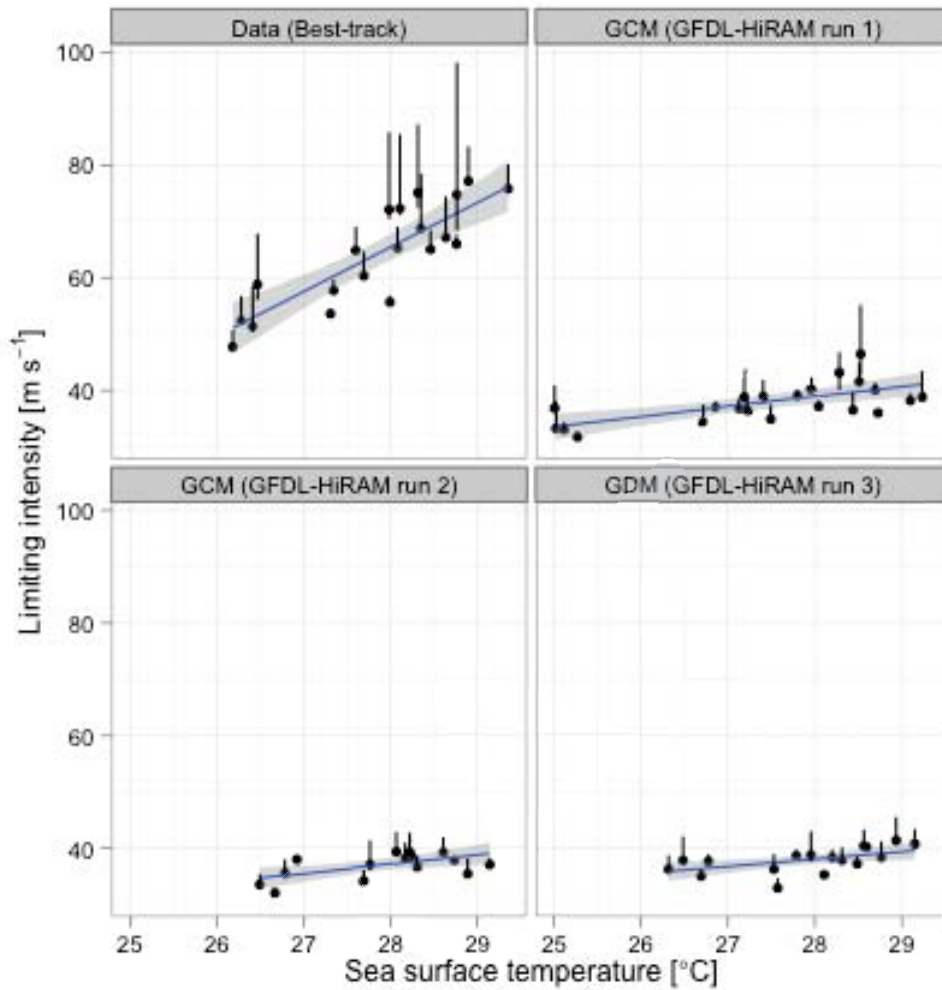 Data (Best-track)
GCM (GFDL-HiRAM run 1)
100
80
60
40
GCM (GFDL-HiRAM run 2)
GDM (GFDL-HiRAM run 3)
100
80
60
40
25 26 27 28 29
25 26 27 28 29
Limiting intensity [m s⁻¹]
Sea surface temperature [°C]